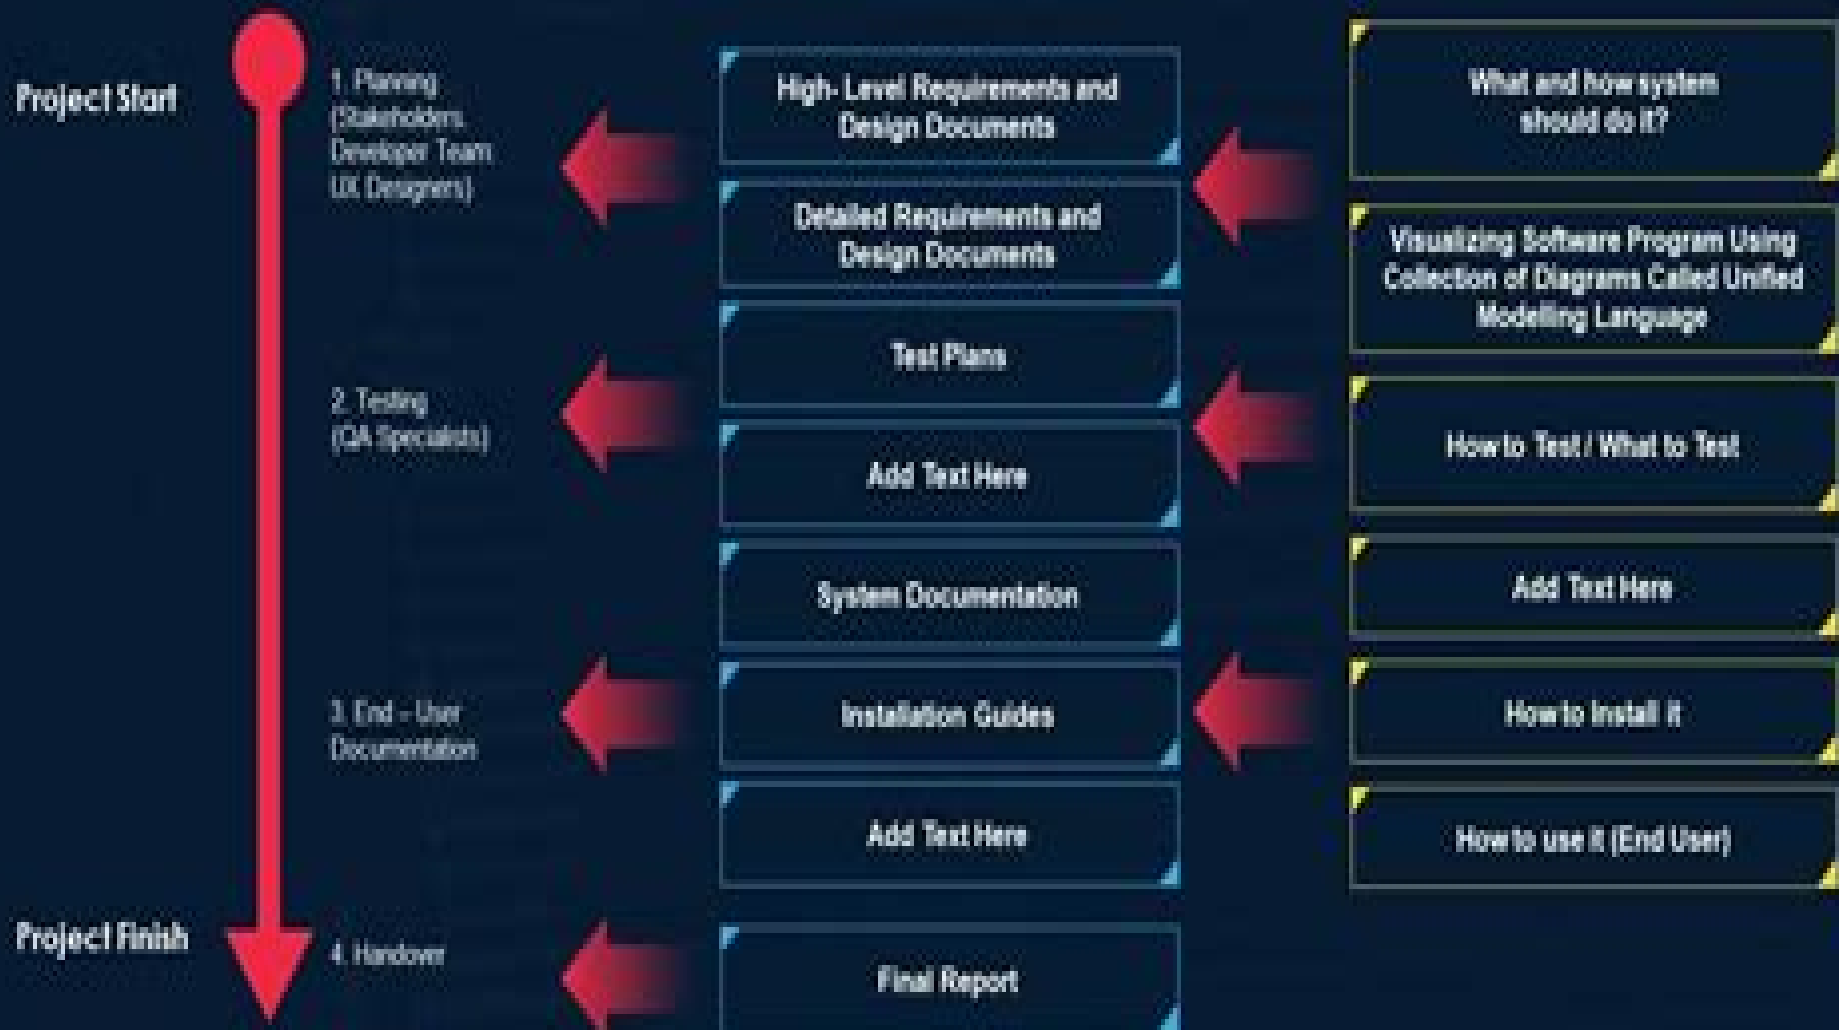 Project Start
1. Planning
(Stakeholders,
Developer Team
UX Designers)
2. Testing
(QA Specialists)
3. End – User
Documentation
Project Finish
4. Handover
High- Level Requirements and
Design Documents
Detailed Requirements and
Design Documents
Test Plans
Add Text Here
System Documentation
Installation Guides
Add Text Here
Final Report
What and how system
should do it?
Visualizing Software Program Using
Collection of Diagrams Called Unified
Modelling Language
How to Test / What to Test
Add Text Here
How to Install it
How to use it (End User)